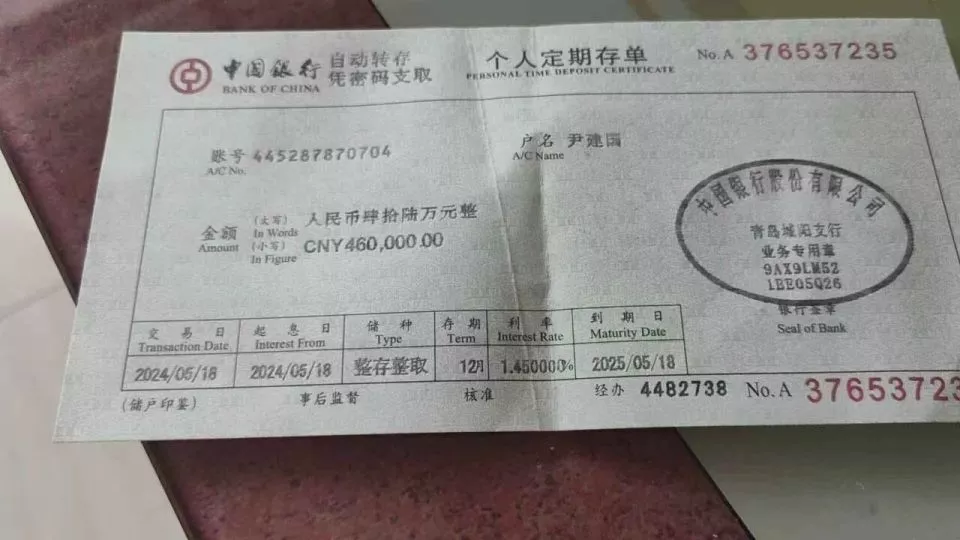 中国银行
BANK OF CHINA
自动转存
凭密码支取
个人定期存单
PERSONAL TIME DEPOSIT CERTIFICATE
No.A 376537235
账号 445287870704
A/C No.
户名 尹建国
A/C Name
金额
Amount
(大写) 人民币肆拾陆万元整
In Words
(小写) CNY460,000.00
In Figure
中国银行股份有限公司
青岛城阳支行
业务专用章
9AX9LM52
1BE05Q26
银行签章
Seal of Bank
交易日 起息日 储种 存期 利率 到期日
Transaction Date Interest From Type Term Interest Rate Maturity Date
2024/05/18 2024/05/18 整存整取 12月 1.450000% 2025/05/18
(储户印鉴) 事后监督 核准 经办 4482738 No.A 37653723